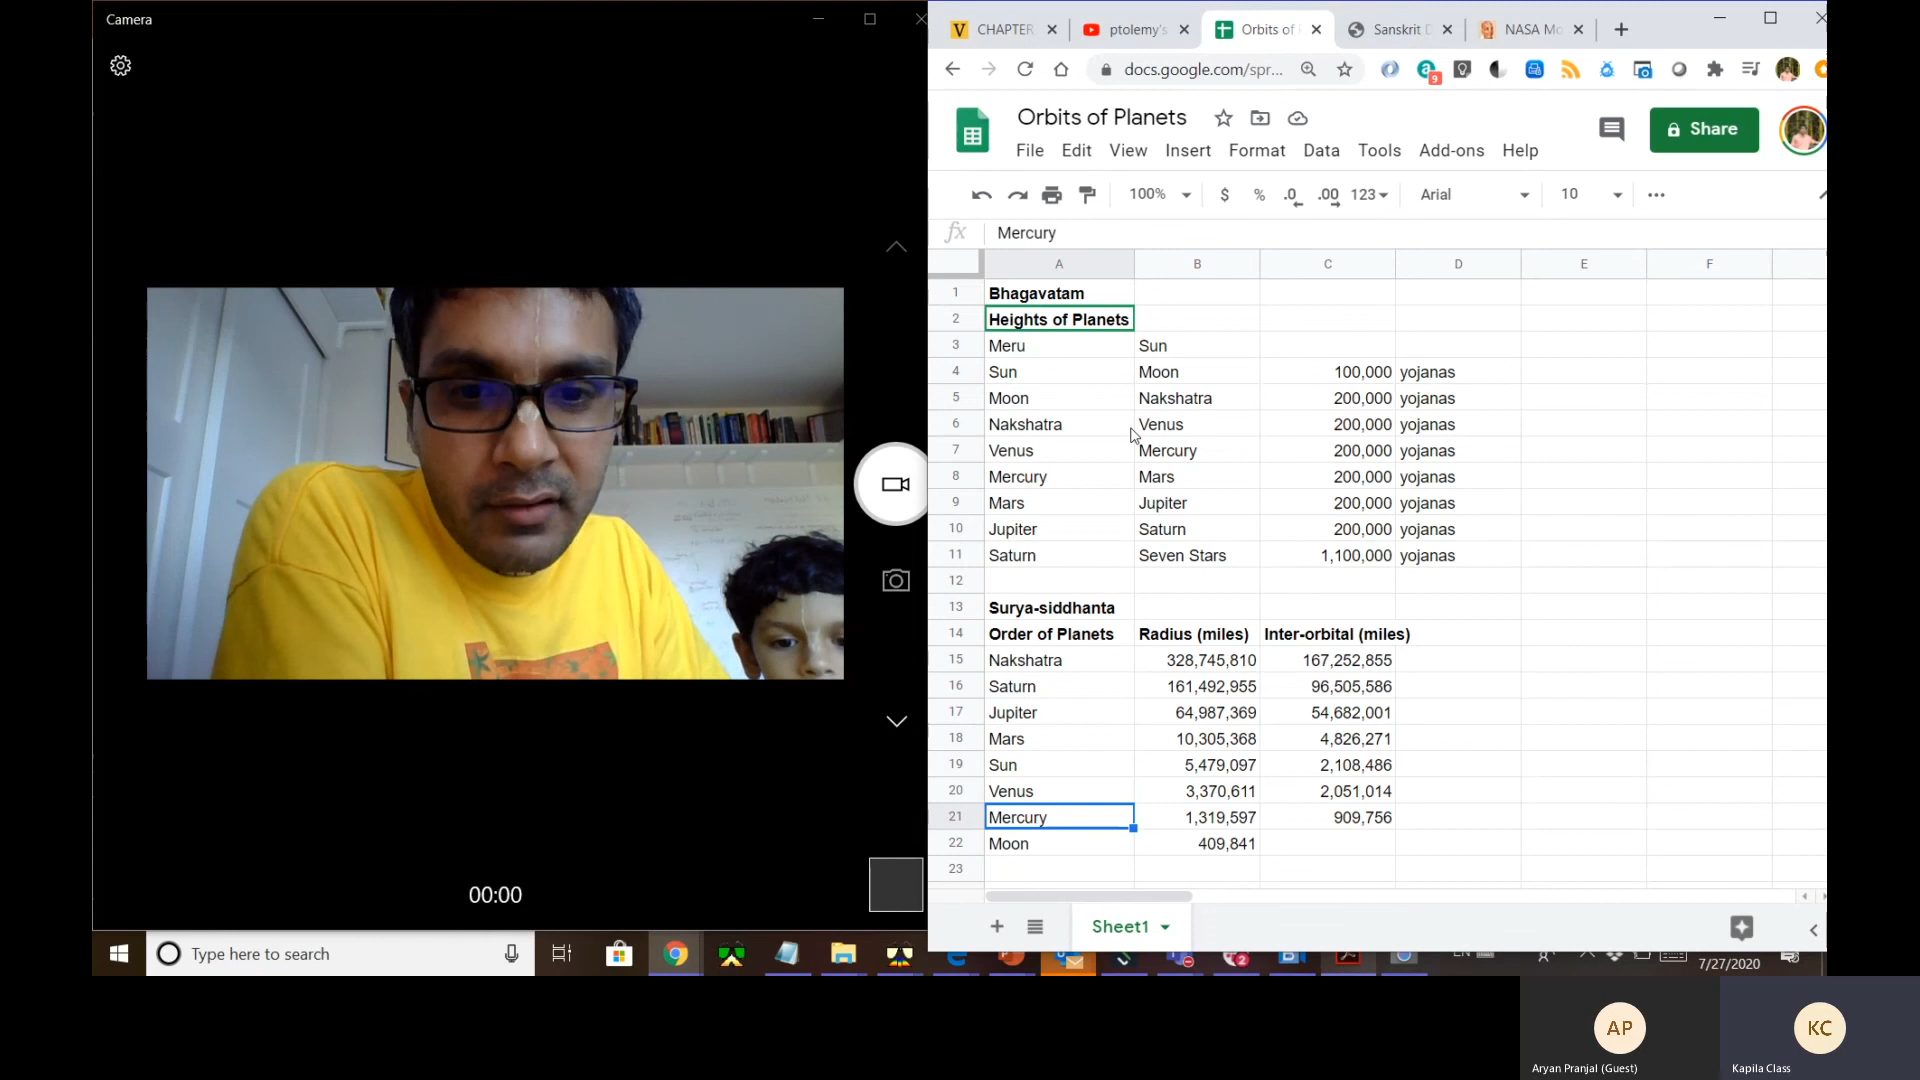 Camera
CHAPTER
ptolemy's
Orbits of
Sanskrit D
NASA Mo
docs.google.com/spr...
9
Orbits of Planets
Share
File Edit View Insert Format Data Tools Add-ons Help
100% $ % .0 .00 123 Arial 10
fx Mercury
A B C D E F
1 Bhagavatam
2 Heights of Planets
3 Meru Sun
4 Sun Moon 100,000 yojanas
5 Moon Nakshatra 200,000 yojanas
6 Nakshatra Venus 200,000 yojanas
7 Venus Mercury 200,000 yojanas
8 Mercury Mars 200,000 yojanas
9 Mars Jupiter 200,000 yojanas
10 Jupiter Saturn 200,000 yojanas
11 Saturn Seven Stars 1,100,000 yojanas
12
13 Surya-siddhanta
14 Order of Planets Radius (miles) Inter-orbital (miles)
15 Nakshatra 328,745,810 167,252,855
16 Saturn 161,492,955 96,505,586
17 Jupiter 64,987,369 54,682,001
18 Mars 10,305,368 4,826,271
19 Sun 5,479,097 2,108,486
20 Venus 3,370,611 2,051,014
21 Mercury 1,319,597 909,756
22 Moon 409,841
23
00:00
Sheet1
Type here to search
7/27/2020
AP
Aryan Pranjal (Guest)
KC
Kapila Class